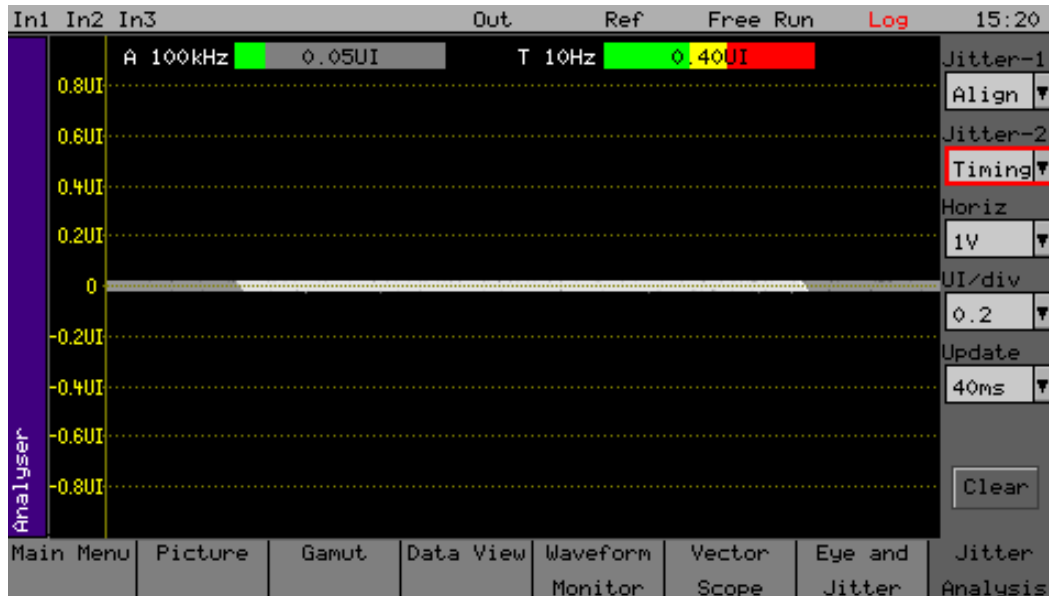 In1 In2 In3 Out Ref Free Run Log 15:20
A 100kHz 0.05UI T 10Hz 0.40UI
Jitter-1
Align
Jitter-2
Timing
Horiz
1V
UI/div
0.2
Update
40ms
Clear
0.8UI
0.6UI
0.4UI
0.2UI
0
-0.2UI
-0.4UI
-0.6UI
-0.8UI
Analyser
Main Menu
Picture
Gamut
Data View
Waveform
Monitor
Vector
Scope
Eye and
Jitter
Jitter
Analysis